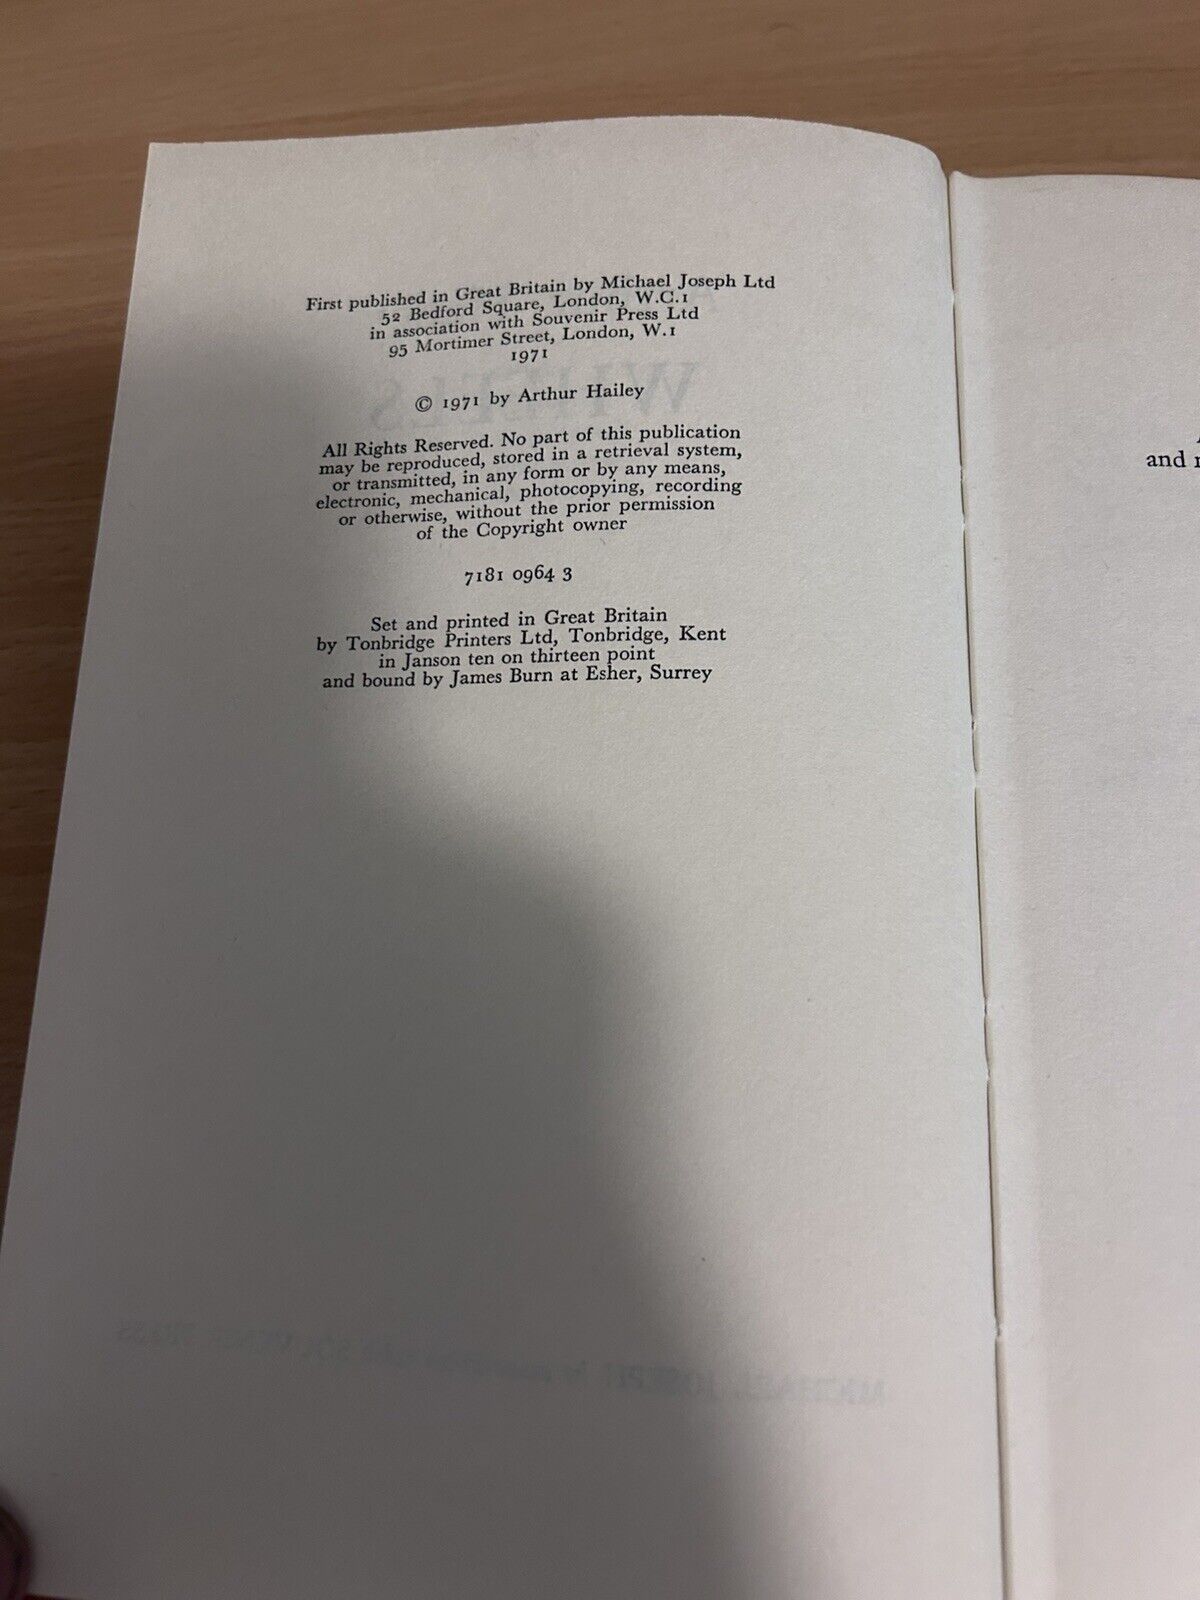 First published in Great Britain by Michael Joseph Ltd
52 Bedford Square, London, W.C.1
in association with Souvenir Press Ltd
95 Mortimer Street, London, W.1
1971
© 1971 by Arthur Hailey
All Rights Reserved. No part of this publication
may be reproduced, stored in a retrieval system,
or transmitted, in any form or by any means,
electronic, mechanical, photocopying, recording
or otherwise, without the prior permission
of the Copyright owner
7181 0964 3
Set and printed in Great Britain
by Tonbridge Printers Ltd, Tonbridge, Kent
in Janson ten on thirteen point
and bound by James Burn at Esher, Surrey
and